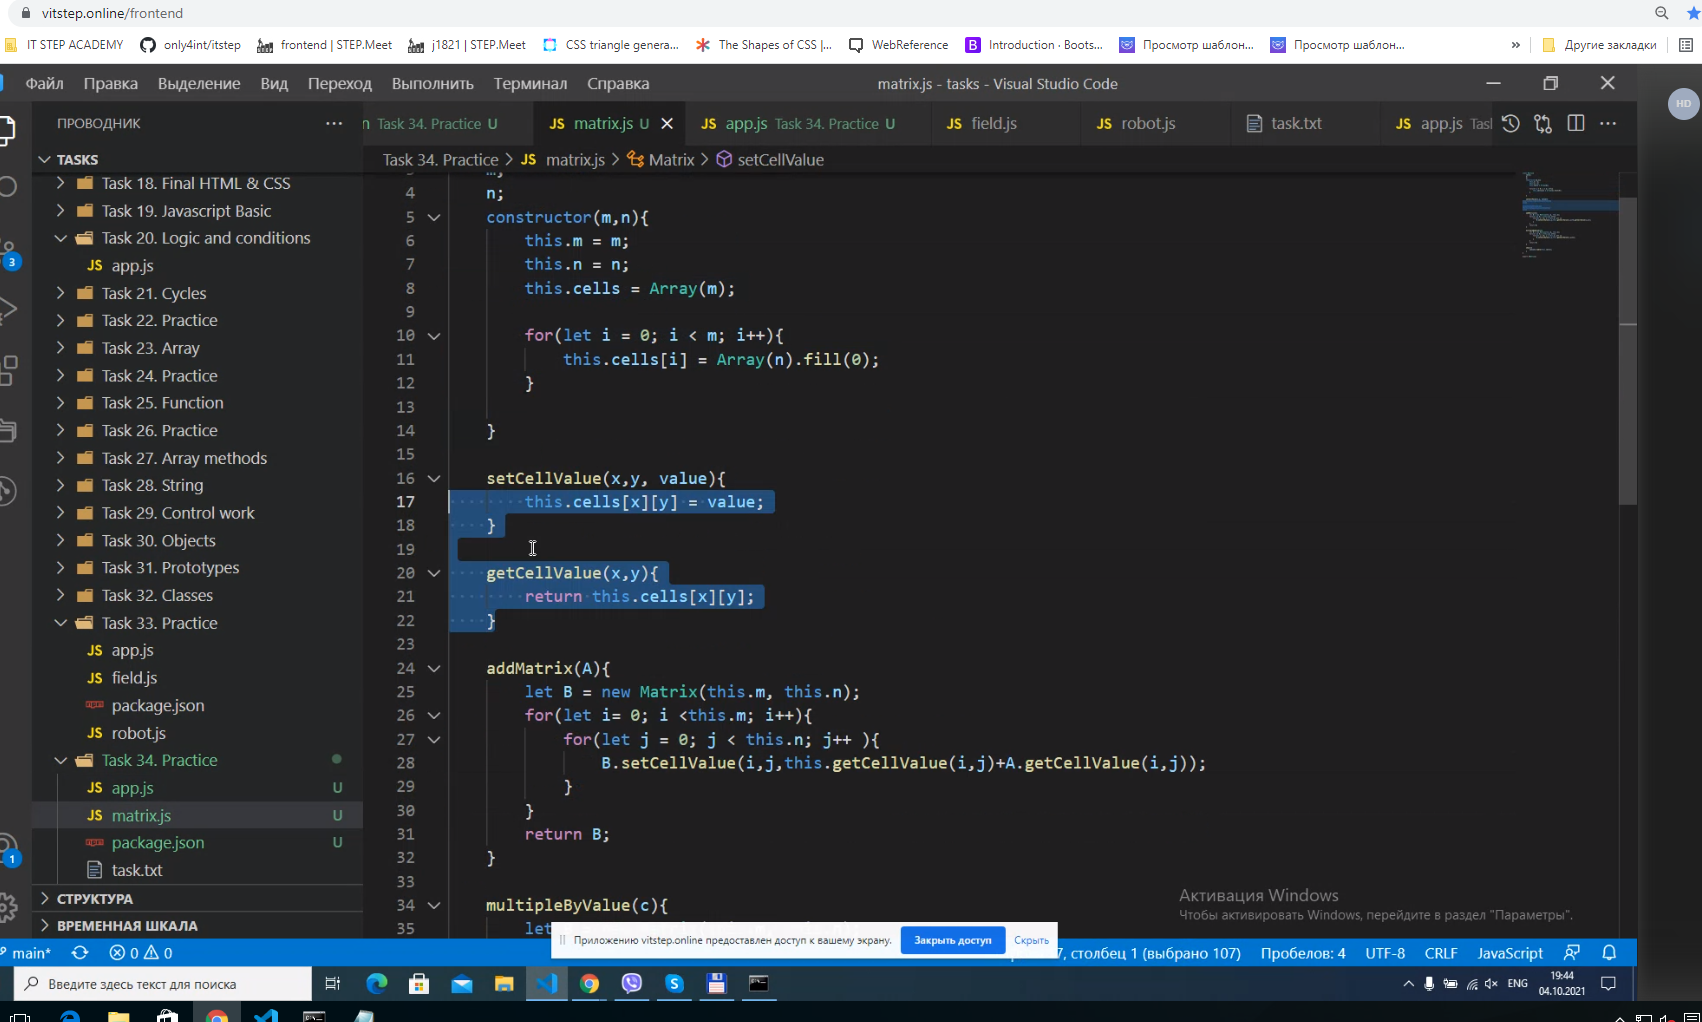 vitstep.online/frontend
IT STEP ACADEMY only4int/itstep frontend | STEP.Meet j1821 | STEP.Meet CSS triangle genera... The Shapes of CSS |... WebReference Introduction · Boots... Просмотр шаблон... Просмотр шаблон... » Другие закладки
Файл Правка Выделение Вид Переход Выполнить Терминал Справка matrix.js - tasks - Visual Studio Code
HD
ПРОВОДНИК ...
n Task 34. Practice U JS matrix.js U JS app.js Task 34. Practice U JS field.js JS robot.js task.txt JS app.js Tas
Task 34. Practice > JS matrix.js > Matrix > setCellValue
TASKS
Task 18. Final HTML & CSS
Task 19. Javascript Basic
Task 20. Logic and conditions
JS app.js
Task 21. Cycles
Task 22. Practice
Task 23. Array
Task 24. Practice
Task 25. Function
Task 26. Practice
Task 27. Array methods
Task 28. String
Task 29. Control work
Task 30. Objects
Task 31. Prototypes
Task 32. Classes
Task 33. Practice
JS app.js
JS field.js
package.json
JS robot.js
Task 34. Practice
JS app.js U
JS matrix.js U
package.json U
task.txt
СТРУКТУРА
ВРЕМЕННАЯ ШКАЛА
3
1
4 n;
5 constructor(m,n){
6 this.m = m;
7 this.n = n;
8 this.cells = Array(m);
9
10 for(let i = 0; i < m; i++){
11 this.cells[i] = Array(n).fill(0);
12 }
13
14 }
15
16 setCellValue(x,y, value){
17 this.cells[x][y] = value;
18 }
19
20 getCellValue(x,y){
21 return this.cells[x][y];
22 }
23
24 addMatrix(A){
25 let B = new Matrix(this.m, this.n);
26 for(let i= 0; i <this.m; i++){
27 for(let j = 0; j < this.n; j++ ){
28 B.setCellValue(i,j,this.getCellValue(i,j)+A.getCellValue(i,j));
29 }
30 }
31 return B;
32 }
33
34 multipleByValue(c){
35 let
Активация Windows
Чтобы активировать Windows, перейдите в раздел "Параметры".
Приложению vitstep.online предоставлен доступ к вашему экрану. Закрыть доступ Скрыть
main* 0 0 7, столбец 1 (выбрано 107) Пробелов: 4 UTF-8 CRLF JavaScript
Введите здесь текст для поиска
ENG 19:44
04.10.2021